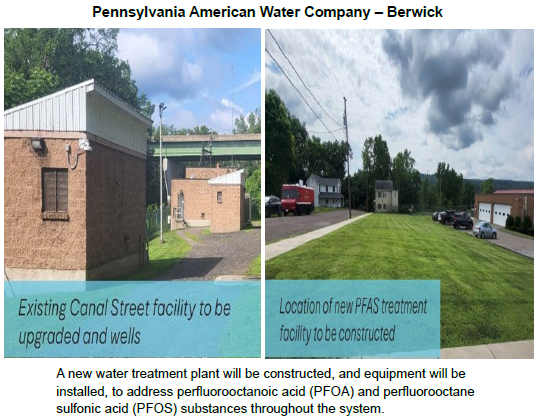 Pennsylvania American Water Company – Berwick
Existing Canal Street facility to be
upgraded and wells
Location of new PFAS treatment
facility to be constructed
A new water treatment plant will be constructed, and equipment will be
installed, to address perfluorooctanoic acid (PFOA) and perfluorooctane
sulfonic acid (PFOS) substances throughout the system.